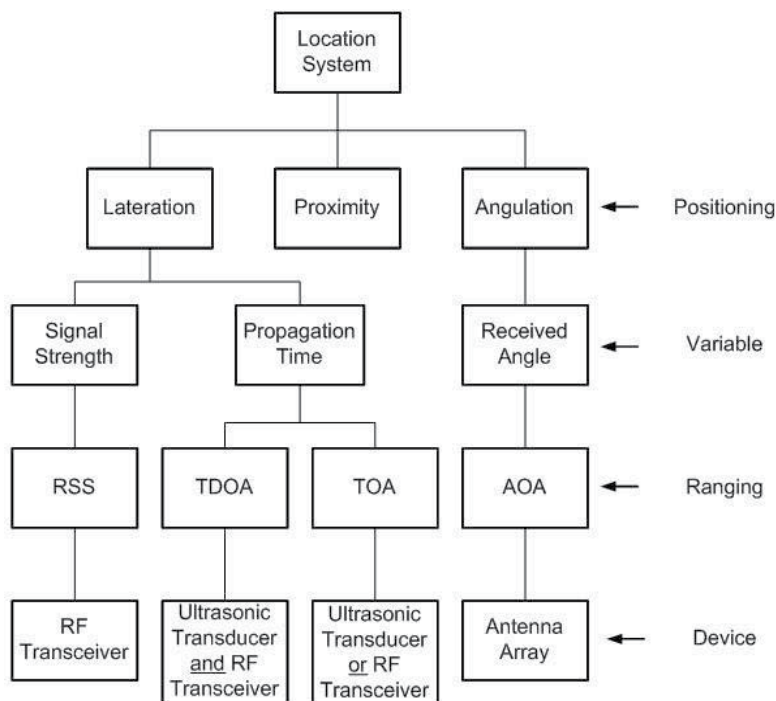 Location
System
Lateration
Proximity
Angulation
Positioning
Signal
Strength
Propagation
Time
Received
Angle
Variable
RSS
TDOA
TOA
AOA
Ranging
RF
Transceiver
Ultrasonic
Transducer
and RF
Transceiver
Ultrasonic
Transducer
or RF
Transceiver
Antenna
Array
Device